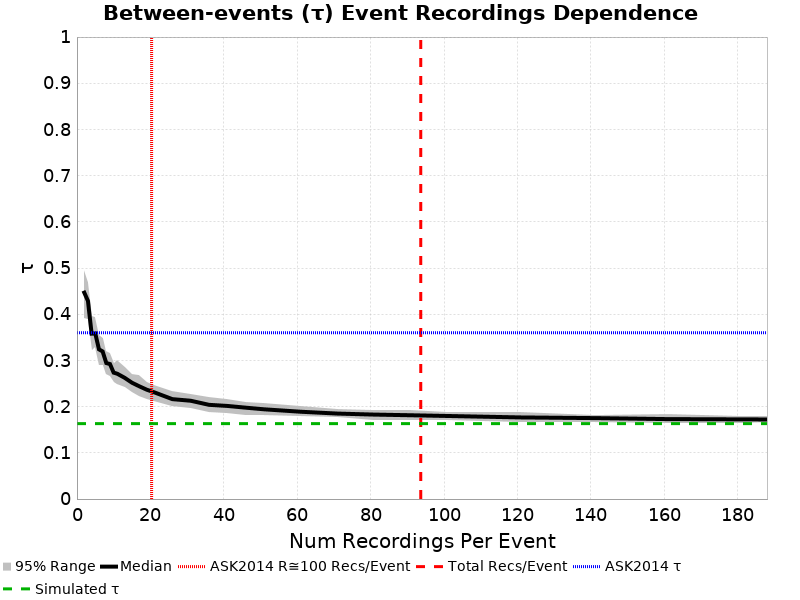 Between-events (τ) Event Recordings Dependence
1
0.9
0.8
0.7
0.6
0.5
0.4
0.3
0.2
0.1
0
τ
0 20 40 60 80 100 120 140 160 180
Num Recordings Per Event
95% Range Median ASK2014 R≅100 Recs/Event Total Recs/Event ASK2014 τ
Simulated τ